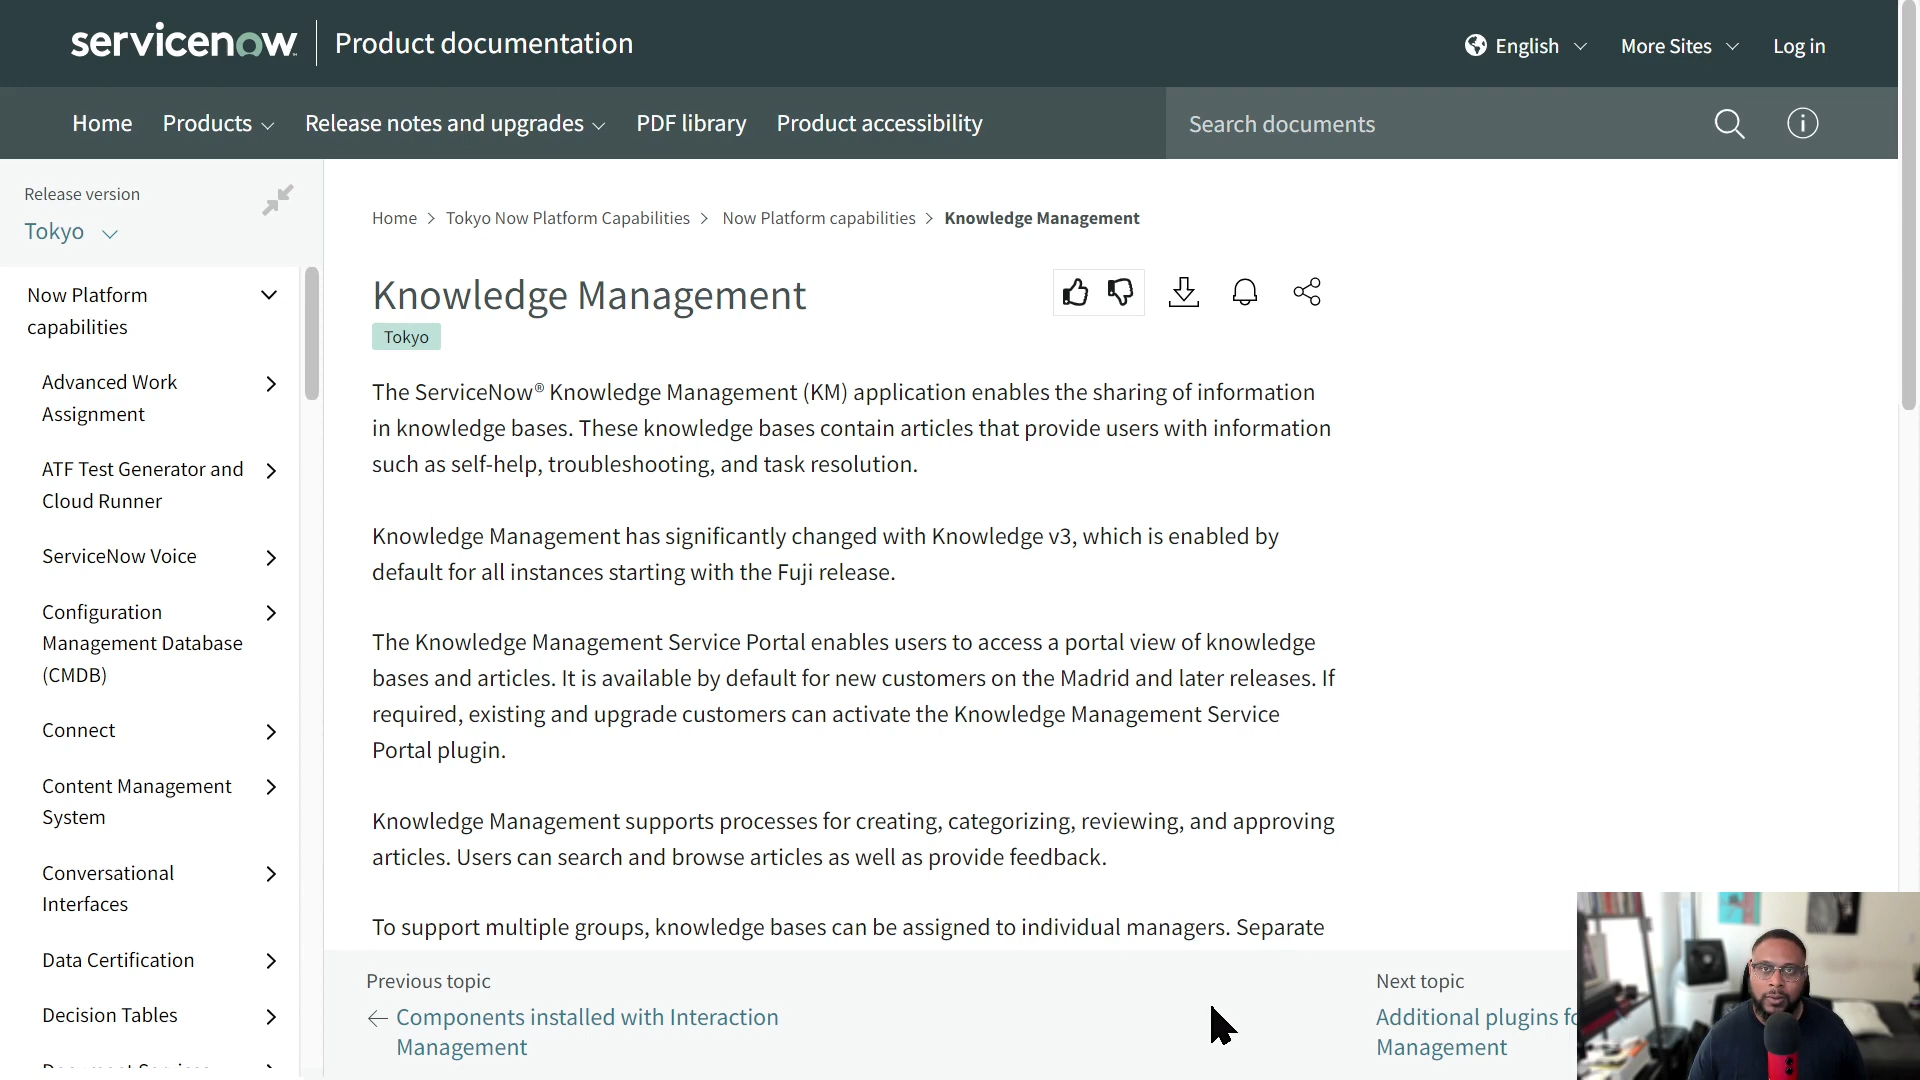 servicenow Product documentation
English More Sites Log in
Home Products Release notes and upgrades PDF library Product accessibility Search documents
Release version
Tokyo
Now Platform
capabilities
Advanced Work
Assignment
ATF Test Generator and
Cloud Runner
ServiceNow Voice
Configuration
Management Database
(CMDB)
Connect
Content Management
System
Conversational
Interfaces
Data Certification
Decision Tables
Home > Tokyo Now Platform Capabilities > Now Platform capabilities > Knowledge Management
Knowledge Management
Tokyo
The ServiceNow® Knowledge Management (KM) application enables the sharing of information
in knowledge bases. These knowledge bases contain articles that provide users with information
such as self-help, troubleshooting, and task resolution.
Knowledge Management has significantly changed with Knowledge v3, which is enabled by
default for all instances starting with the Fuji release.
The Knowledge Management Service Portal enables users to access a portal view of knowledge
bases and articles. It is available by default for new customers on the Madrid and later releases. If
required, existing and upgrade customers can activate the Knowledge Management Service
Portal plugin.
Knowledge Management supports processes for creating, categorizing, reviewing, and approving
articles. Users can search and browse articles as well as provide feedback.
To support multiple groups, knowledge bases can be assigned to individual managers. Separate
Previous topic
Components installed with Interaction
Management
Next topic
Additional plugins
Management